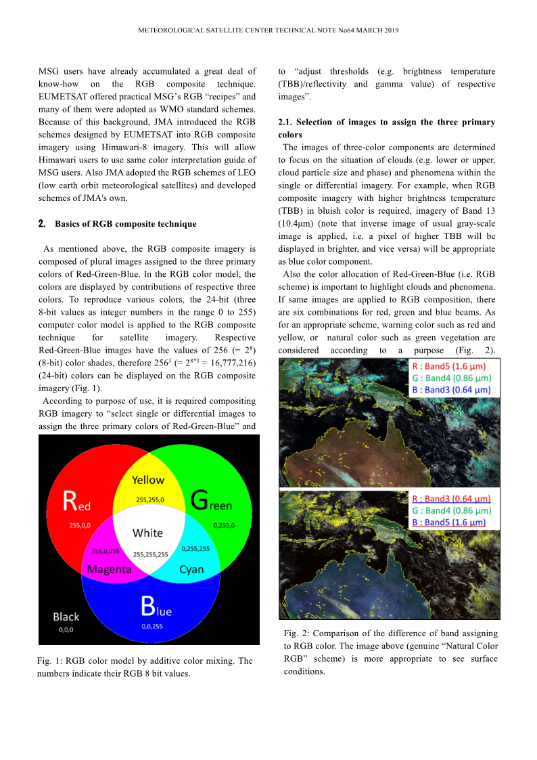 METEOROLOGICAL SATELLITE CENTER TECHNICAL NOTE No64 MARCH 2019
MSG users have already accumulated a great deal of
know-how on the RGB composite technique.
EUMETSAT offered practical MSG's RGB “recipes” and
many of them were adopted as WMO standard schemes.
Because of this background, JMA introduced the RGB
schemes designed by EUMETSAT into RGB composite
imagery using Himawari-8 imagery. This will allow
Himawari users to use same color interpretation guide of
MSG users. Also JMA adopted the RGB schemes of LEO
(low earth orbit meteorological satellites) and developed
schemes of JMA's own.
2. Basics of RGB composite technique
As mentioned above, the RGB composite imagery is
composed of plural images assigned to the three primary
colors of Red-Green-Blue. In the RGB color model, the
colors are displayed by contributions of respective three
colors. To reproduce various colors, the 24-bit (three
8-bit values as integer numbers in the range 0 to 255)
computer color model is applied to the RGB composite
technique for satellite imagery. Respective
Red-Green-Blue images have the values of 256 (= 2⁸)
(8-bit) color shades, therefore 256³ (= 2⁸*³ = 16,777,216)
(24-bit) colors can be displayed on the RGB composite
imagery (Fig. 1).
According to purpose of use, it is required compositing
RGB imagery to “select single or differential images to
assign the three primary colors of Red-Green-Blue” and
Yellow
Red
255,255,0
Green
255,0,0
0,255,0
White
255,0,255
255,255,255
0,255,255
Magenta
Cyan
Blue
Black
0,0,0
0,0,255
Fig. 1: RGB color model by additive color mixing. The
numbers indicate their RGB 8 bit values.
to “adjust thresholds (e.g. brightness temperature
(TBB)/reflectivity and gamma value) of respective
images”.
2.1. Selection of images to assign the three primary
colors
The images of three-color components are determined
to focus on the situation of clouds (e.g. lower or upper,
cloud particle size and phase) and phenomena within the
single or differential imagery. For example, when RGB
composite imagery with higher brightness temperature
(TBB) in bluish color is required, imagery of Band 13
(10.4μm) (note that inverse image of usual gray-scale
image is applied, i.e. a pixel of higher TBB will be
displayed in brighter, and vice versa) will be appropriate
as blue color component.
Also the color allocation of Red-Green-Blue (i.e. RGB
scheme) is important to highlight clouds and phenomena.
If same images are applied to RGB composition, there
are six combinations for red, green and blue beams. As
for an appropriate scheme, warning color such as red and
yellow, or natural color such as green vegetation are
considered according to a purpose (Fig. 2).
R : Band5 (1.6 μm)
G : Band4 (0.86 μm)
B : Band3 (0.64 μm)
R : Band3 (0.64 μm)
G : Band4 (0.86 μm)
B : Band5 (1.6 μm)
Fig. 2: Comparison of the difference of band assigning
to RGB color. The image above (genuine “Natural Color
RGB” scheme) is more appropriate to see surface
conditions.